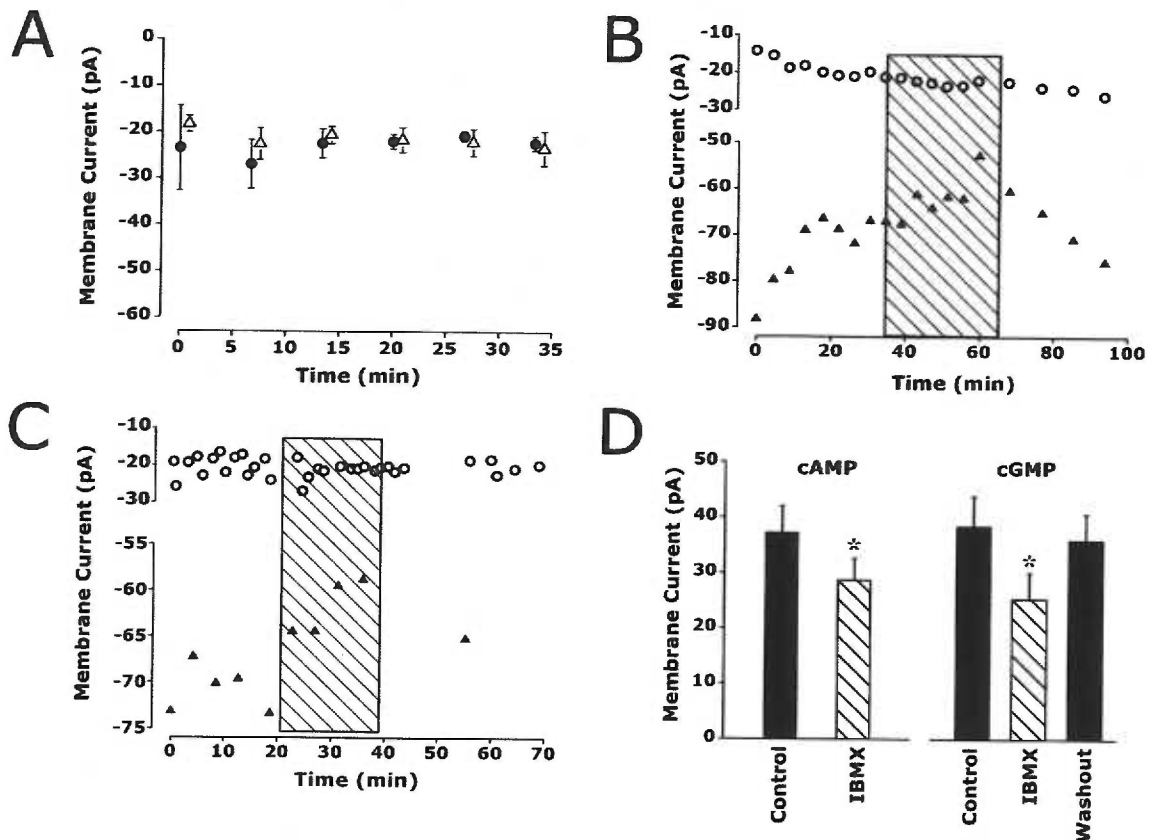 A
Membrane Current (pA)
0
-10
-20
-30
-40
-50
-60
0 5 10 15 20 25 30 35
Time (min)
B
Membrane Current (pA)
-10
-20
-30
-50
-60
-70
-80
-90
0 20 40 60 80 100
Time (min)
C
Membrane Current (pA)
-10
-20
-30
-55
-60
-65
-70
-75
0 10 20 30 40 50 60 70
Time (min)
D
Membrane Current (pA)
50
40
30
20
10
0
cAMP cGMP
* *
Control IBMX Control IBMX Washout